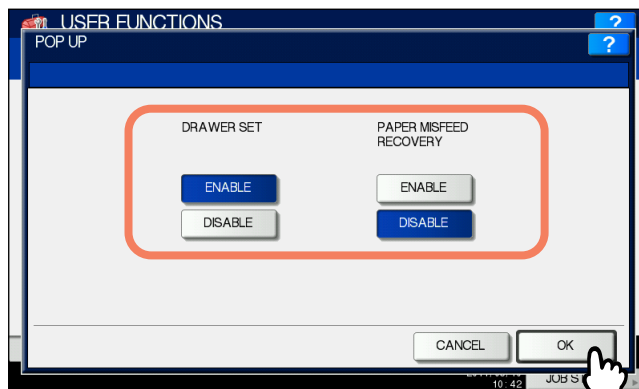 USER FUNCTIONS
?
POP UP
?
DRAWER SET
PAPER MISFEED
RECOVERY
ENABLE
ENABLE
DISABLE
DISABLE
CANCEL
OK
10:42
JOB